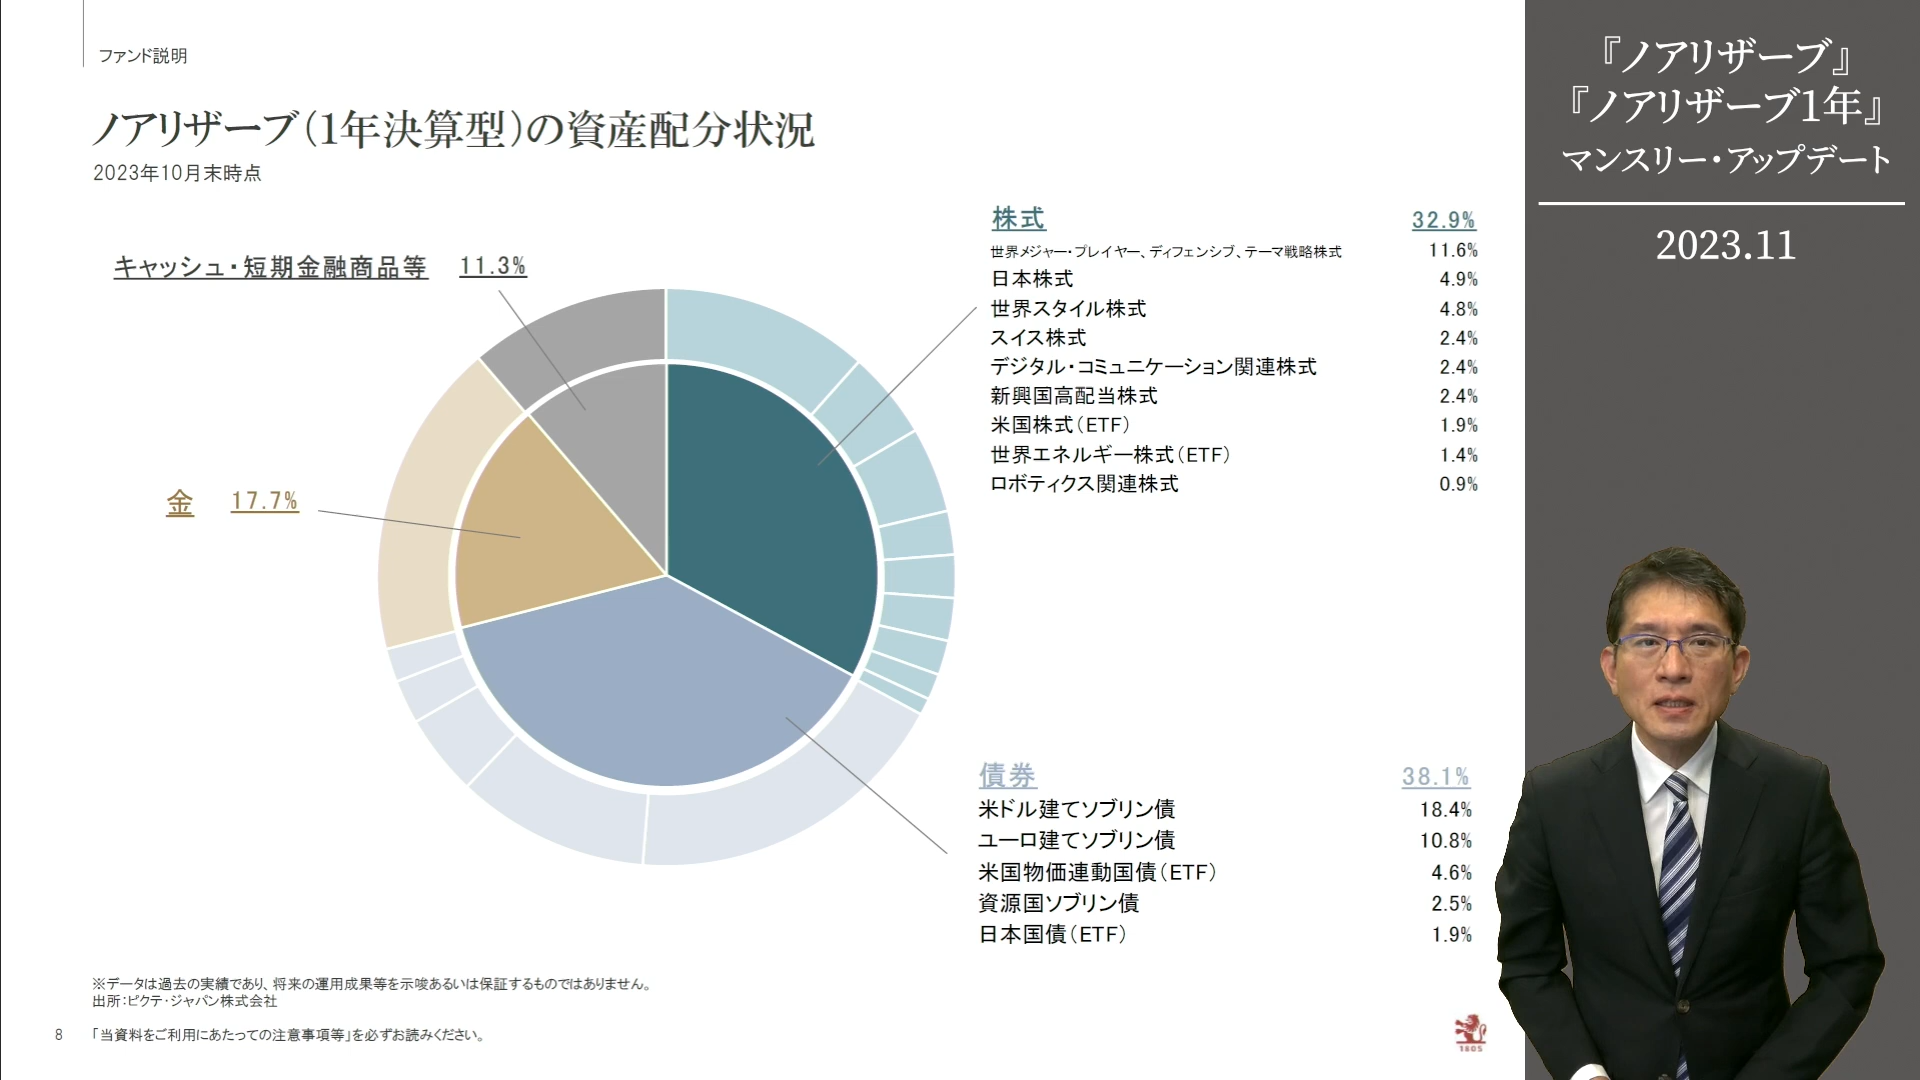 ファンド説明
ノアリザーブ（1年決算型）の資産配分状況
2023年10月末時点
キャッシュ・短期金融商品等 11.3%
金 17.7%
株式 32.9%
世界メジャー・プレイヤー、ディフェンシブ、テーマ戦略株式 11.6%
日本株式 4.9%
世界スタイル株式 4.8%
スイス株式 2.4%
デジタル・コミュニケーション関連株式 2.4%
新興国高配当株式 2.4%
米国株式（ETF） 1.9%
世界エネルギー株式（ETF） 1.4%
ロボティクス関連株式 0.9%
債券 38.1%
米ドル建てソブリン債 18.4%
ユーロ建てソブリン債 10.8%
米国物価連動国債（ETF） 4.6%
資源国ソブリン債 2.5%
日本国債（ETF） 1.9%
※データは過去の実績であり、将来の運用成果等を示唆あるいは保証するものではありません。
出所：ピクテ・ジャパン株式会社
8 「当資料をご利用にあたっての注意事項等」を必ずお読みください。
1805
『ノアリザーブ』
『ノアリザーブ1年』
マンスリー・アップデート
2023.11